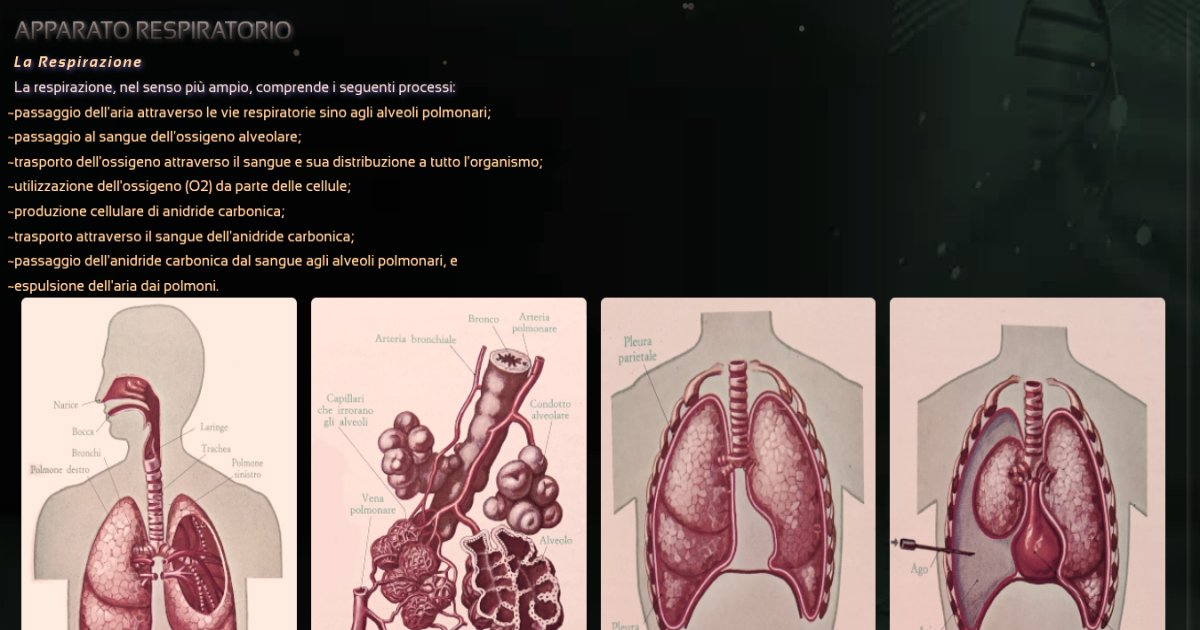 APPARATO RESPIRATORIO
La Respirazione
La respirazione, nel senso più ampio, comprende i seguenti processi:
~passaggio dell'aria attraverso le vie respiratorie sino agli alveoli polmonari;
~passaggio al sangue dell'ossigeno alveolare;
~trasporto dell'ossigeno attraverso il sangue e sua distribuzione a tutto l'organismo;
~utilizzazione dell'ossigeno (O2) da parte delle cellule;
~produzione cellulare di anidride carbonica;
~trasporto attraverso il sangue dell'anidride carbonica;
~passaggio dell'anidride carbonica dal sangue agli alveoli polmonari, e
~espulsione dell'aria dai polmoni.
Narice
Bocca
Bronchi
Polmone destro
Laringe
Trachea
Polmone
sinistro
Bronco
Arteria
polmonare
Arteria bronchiale
Capillari
che irrorano
gli alveoli
Condotto
alveolare
Vena
polmonare
Alveolo
Pleura
parietale
Pleura
Ago